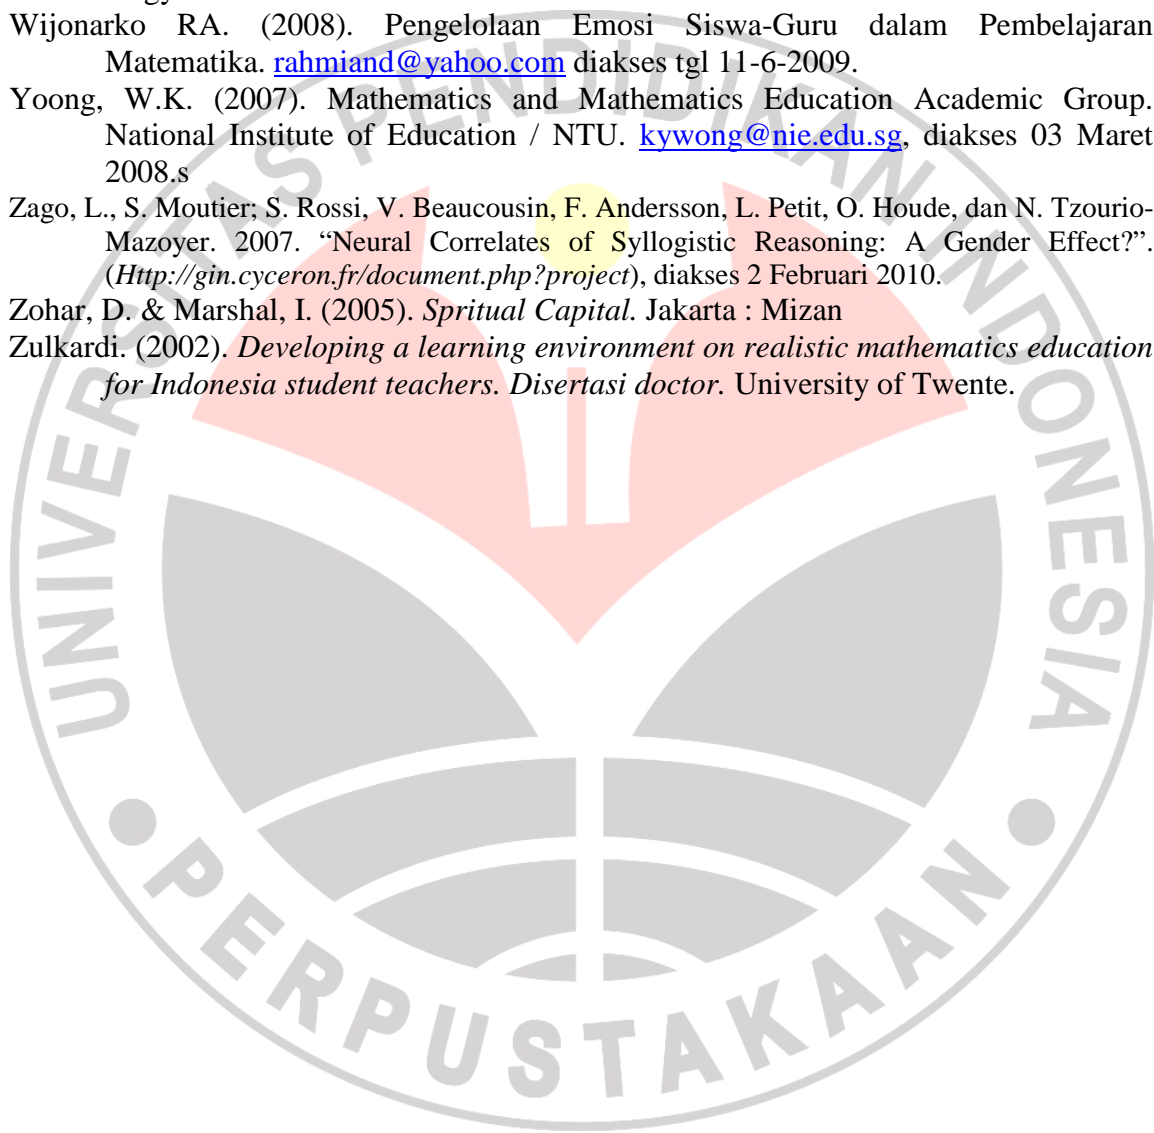 Wijonarko RA. (2008). Pengelolaan Emosi Siswa-Guru dalam Pembelajaran
Matematika. rahmiand@yahoo.com diakses tgl 11-6-2009.
Yoong, W.K. (2007). Mathematics and Mathematics Education Academic Group.
National Institute of Education / NTU. kywong@nie.edu.sg, diakses 03 Maret
2008.s
Zago, L., S. Moutier; S. Rossi, V. Beaucousin, F. Andersson, L. Petit, O. Houde, dan N. Tzourio-
Mazoyer. 2007. “Neural Correlates of Syllogistic Reasoning: A Gender Effect?”.
(Http://gin.cyceron.fr/document.php?project), diakses 2 Februari 2010.
Zohar, D. & Marshal, I. (2005). Spritual Capital. Jakarta : Mizan
Zulkardi. (2002). Developing a learning environment on realistic mathematics education
for Indonesia student teachers. Disertasi doctor. University of Twente.
UNIVERSITAS PENDIDIKAN INDONESIA
PERPUSTAKAAN